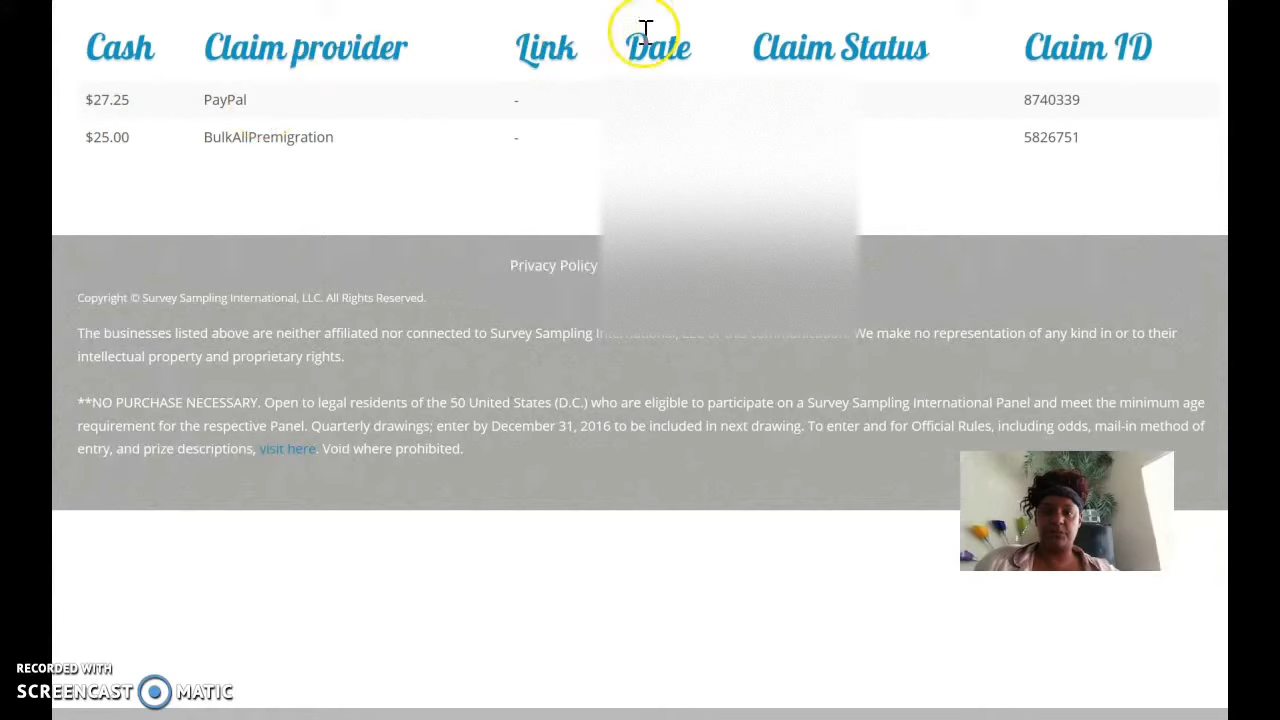 Cash Claim provider Link Date Claim Status Claim ID
$27.25 PayPal - 8740339
$25.00 BulkAllPremigration - 5826751
Privacy Policy
Copyright © Survey Sampling International, LLC. All Rights Reserved.
The businesses listed above are neither affiliated nor connected to Survey Sampling International, LLC or this communication. We make no representation of any kind in or to their
intellectual property and proprietary rights.
**NO PURCHASE NECESSARY. Open to legal residents of the 50 United States (D.C.) who are eligible to participate on a Survey Sampling International Panel and meet the minimum age
requirement for the respective Panel. Quarterly drawings; enter by December 31, 2016 to be included in next drawing. To enter and for Official Rules, including odds, mail-in method of
entry, and prize descriptions, visit here. Void where prohibited.
RECORDED WITH
SCREENCAST MATIC